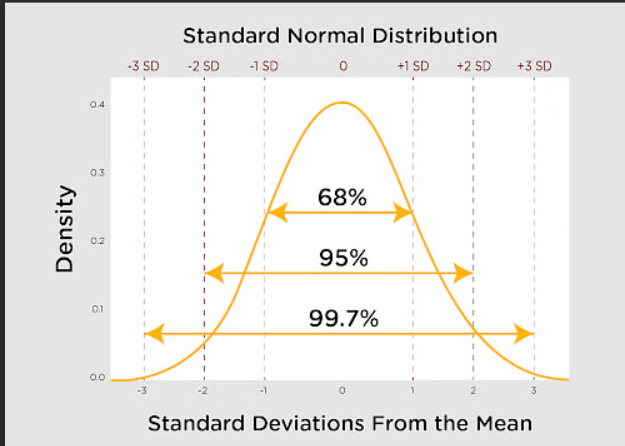 Standard Normal Distribution
-3 SD -2 SD -1 SD 0 +1 SD +2 SD +3 SD
0.4
0.3
68%
0.2
95%
0.1
99.7%
0.0
Density
-3 -2 -1 0 1 2 3
Standard Deviations From the Mean